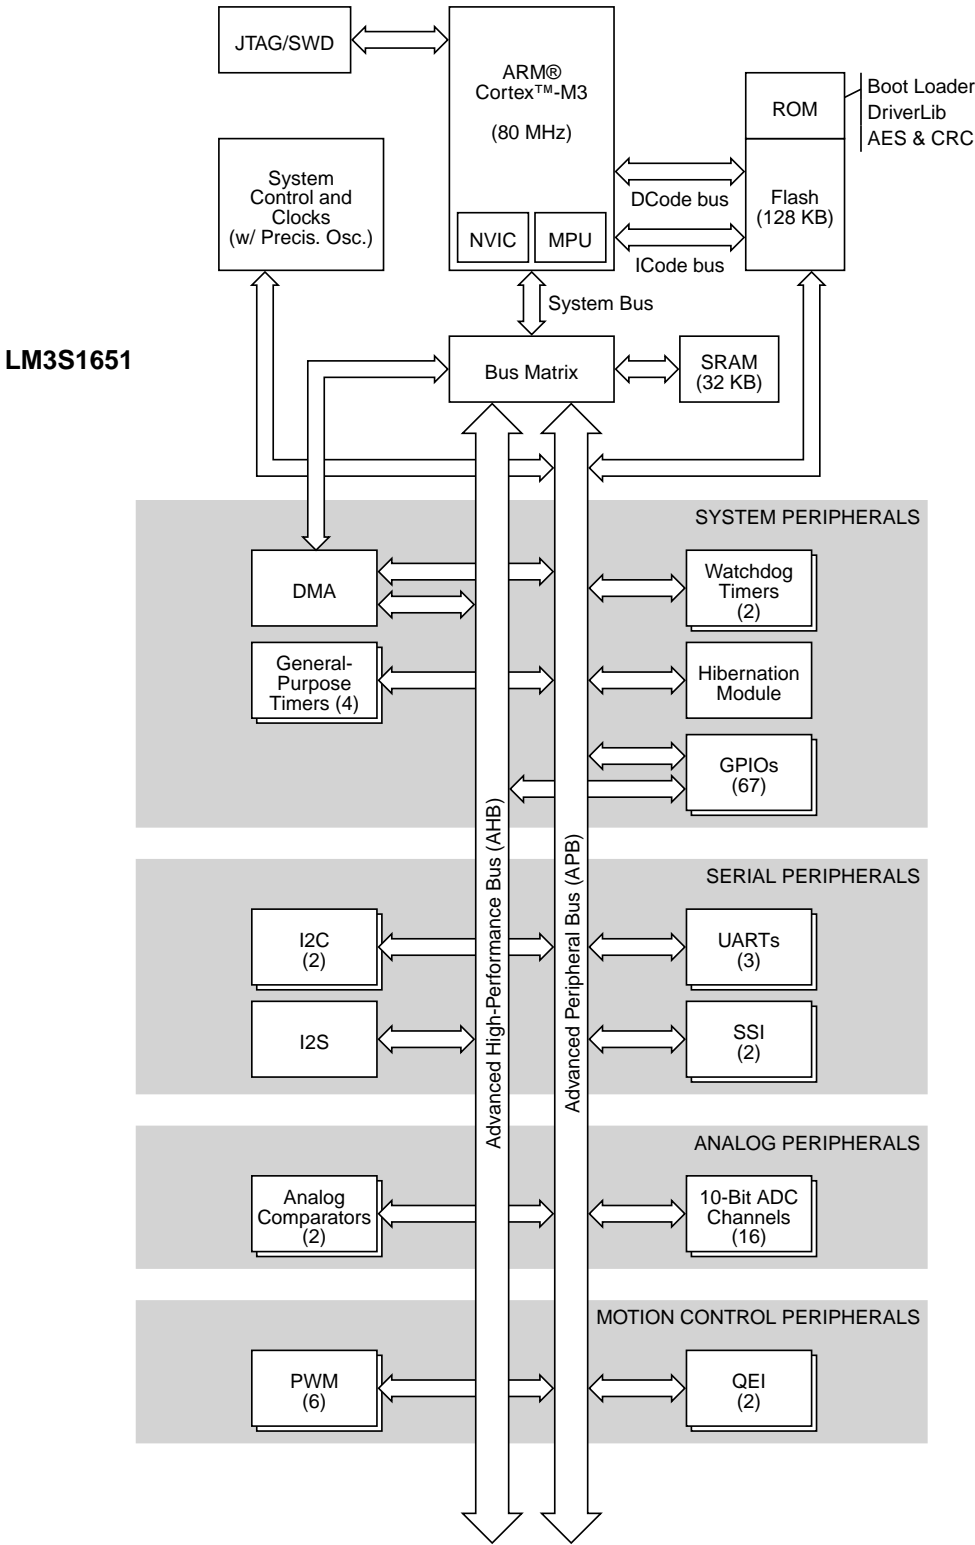 JTAG/SWD
ARM®
Cortex™-M3
(80 MHz)
NVIC
MPU
ROM
Boot Loader
DriverLib
AES & CRC
Flash
(128 KB)
DCode bus
ICode bus
System
Control and
Clocks
(w/ Precis. Osc.)
System Bus
LM3S1651
Bus Matrix
SRAM
(32 KB)
SYSTEM PERIPHERALS
DMA
Watchdog
Timers
(2)
General-
Purpose
Timers (4)
Hibernation
Module
GPIOs
(67)
Advanced High-Performance Bus (AHB)
Advanced Peripheral Bus (APB)
SERIAL PERIPHERALS
I2C
(2)
UARTs
(3)
I2S
SSI
(2)
ANALOG PERIPHERALS
Analog
Comparators
(2)
10-Bit ADC
Channels
(16)
MOTION CONTROL PERIPHERALS
PWM
(6)
QEI
(2)